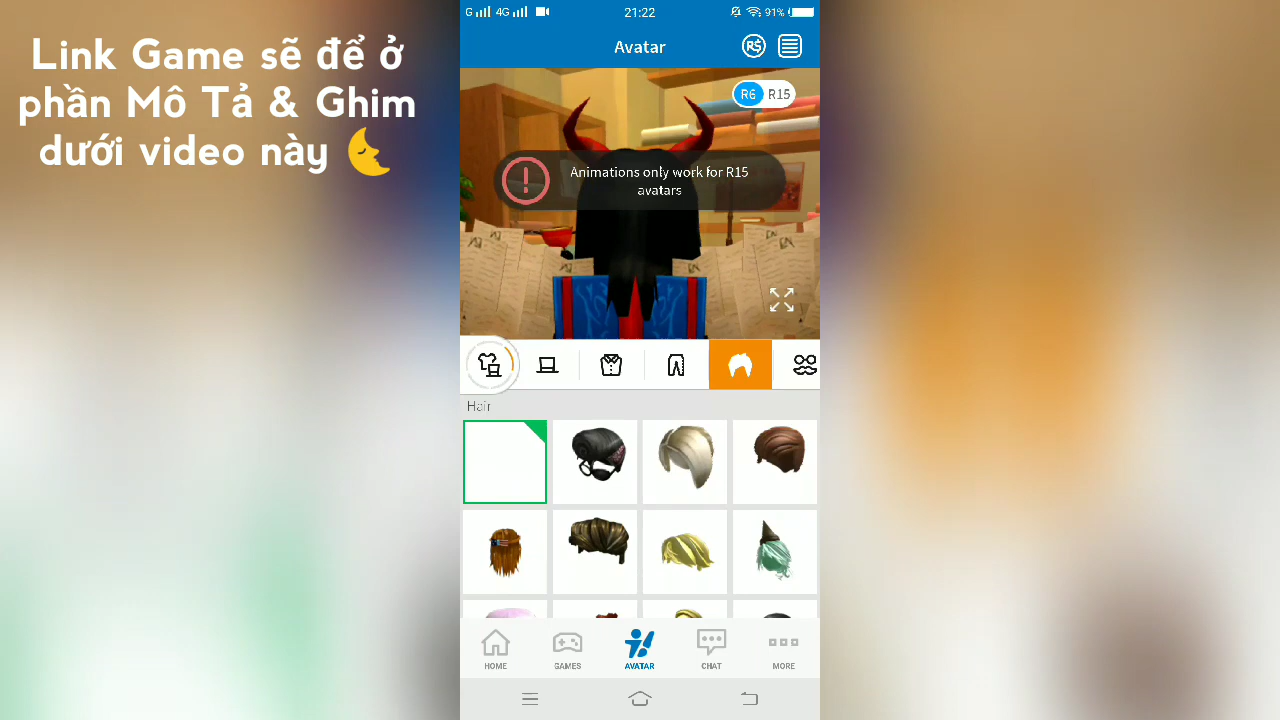 Link Game sẽ để ở
phần Mô Tả & Ghim
dưới video này
G 4G 21:22 91%
Avatar
R$
R6 R15
Animations only work for R15
avatars
Hair
HOME GAMES AVATAR CHAT MORE